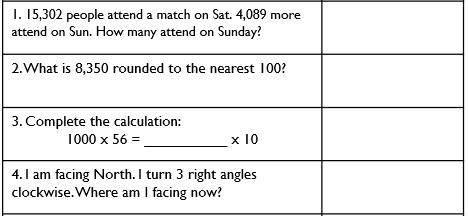 1. 15,302 people attend a match on Sat. 4,089 more
attend on Sun. How many attend on Sunday?
2.What is 8,350 rounded to the nearest 100?
3. Complete the calculation:
1000 x 56 = ____________ x 10
4. I am facing North. I turn 3 right angles
clockwise. Where am I facing now?